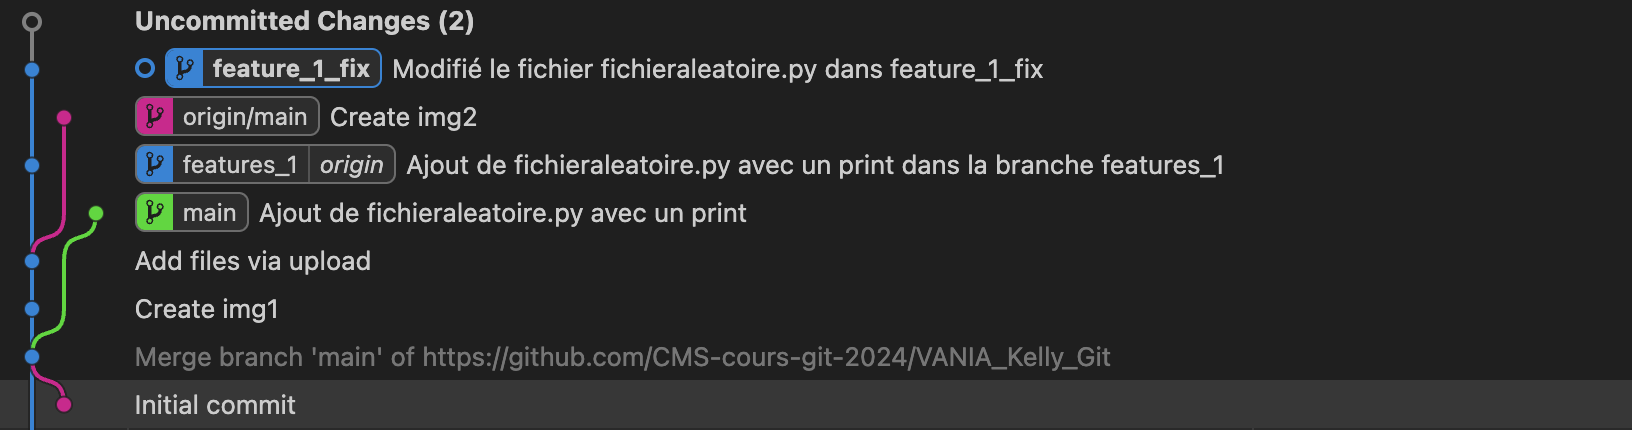 Uncommitted Changes (2)
feature_1_fix Modifié le fichier fichieraleatoire.py dans feature_1_fix
origin/main Create img2
features_1 origin Ajout de fichieraleatoire.py avec un print dans la branche features_1
main Ajout de fichieraleatoire.py avec un print
Add files via upload
Create img1
Merge branch 'main' of https://github.com/CMS-cours-git-2024/VANIA_Kelly_Git
Initial commit